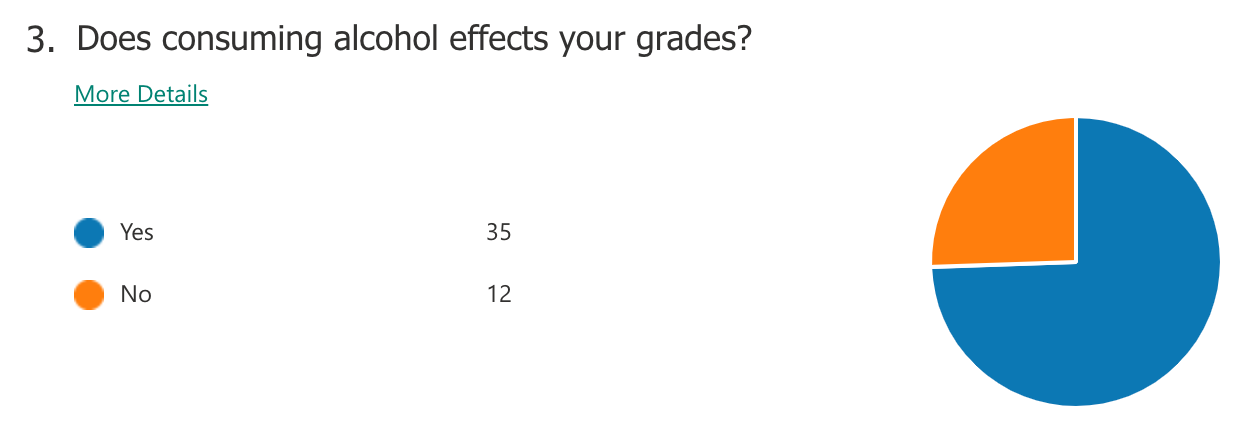 3. Does consuming alcohol effects your grades?
More Details
Yes 35
No 12